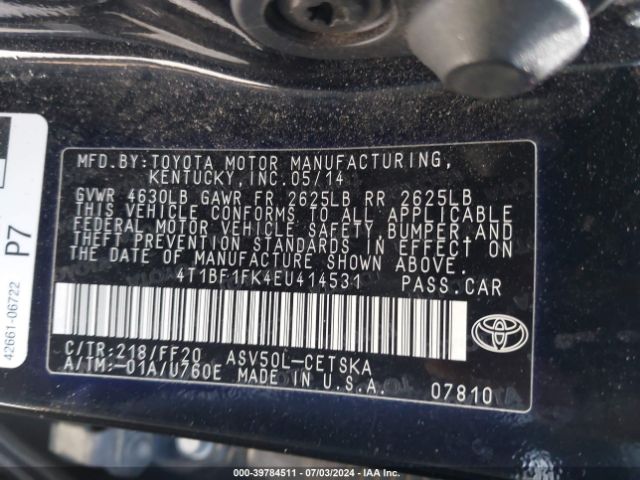 MFD.BY:TOYOTA MOTOR MANUFACTURING,
KENTUCKY,INC.05/14
GVWR 4630LB GAWR FR 2625LB RR 2625LB
THIS VEHICLE CONFORMS TO ALL APPLICABLE
FEDERAL MOTOR VEHICLE SAFETY, BUMPER AND
THEFT PREVENTION STANDARDS IN EFFECT ON
THE DATE OF MANUFACTURE SHOWN ABOVE.
4T1BF1FK4EU414531 PASS.CAR
C/TR:218/FF20 ASV50L-CETSKA
A/TM:-01A/U760E MADE IN U.S.A. 07810
P7
42661-06722
000-39784511 | 07/03/2024 | IAA Inc.